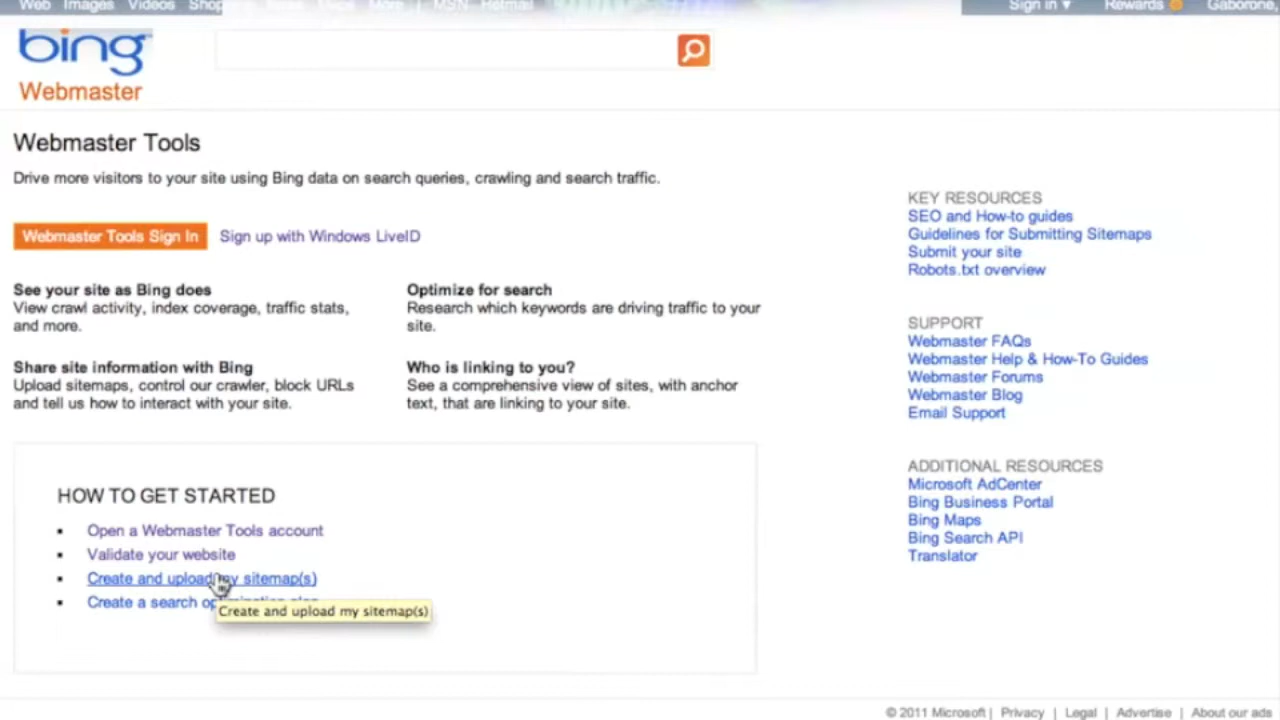 Web Images Videos More | MSN Hotmail
Sign in ▾ Rewards Gaborone,
bing
Webmaster
Webmaster Tools
Drive more visitors to your site using Bing data on search queries, crawling and search traffic.
Webmaster Tools Sign In Sign up with Windows LiveID
See your site as Bing does
View crawl activity, index coverage, traffic stats,
and more.
Optimize for search
Research which keywords are driving traffic to your
site.
Share site information with Bing
Upload sitemaps, control our crawler, block URLs
and tell us how to interact with your site.
Who is linking to you?
See a comprehensive view of sites, with anchor
text, that are linking to your site.
HOW TO GET STARTED
Open a Webmaster Tools account
Validate your website
Create and upload my sitemap(s)
Create a search
Create and upload my sitemap(s)
KEY RESOURCES
SEO and How-to guides
Guidelines for Submitting Sitemaps
Submit your site
Robots.txt overview
SUPPORT
Webmaster FAQs
Webmaster Help & How-To Guides
Webmaster Forums
Webmaster Blog
Email Support
ADDITIONAL RESOURCES
Microsoft AdCenter
Bing Business Portal
Bing Maps
Bing Search API
Translator
© 2011 Microsoft | Privacy | Legal | Advertise | About our ads